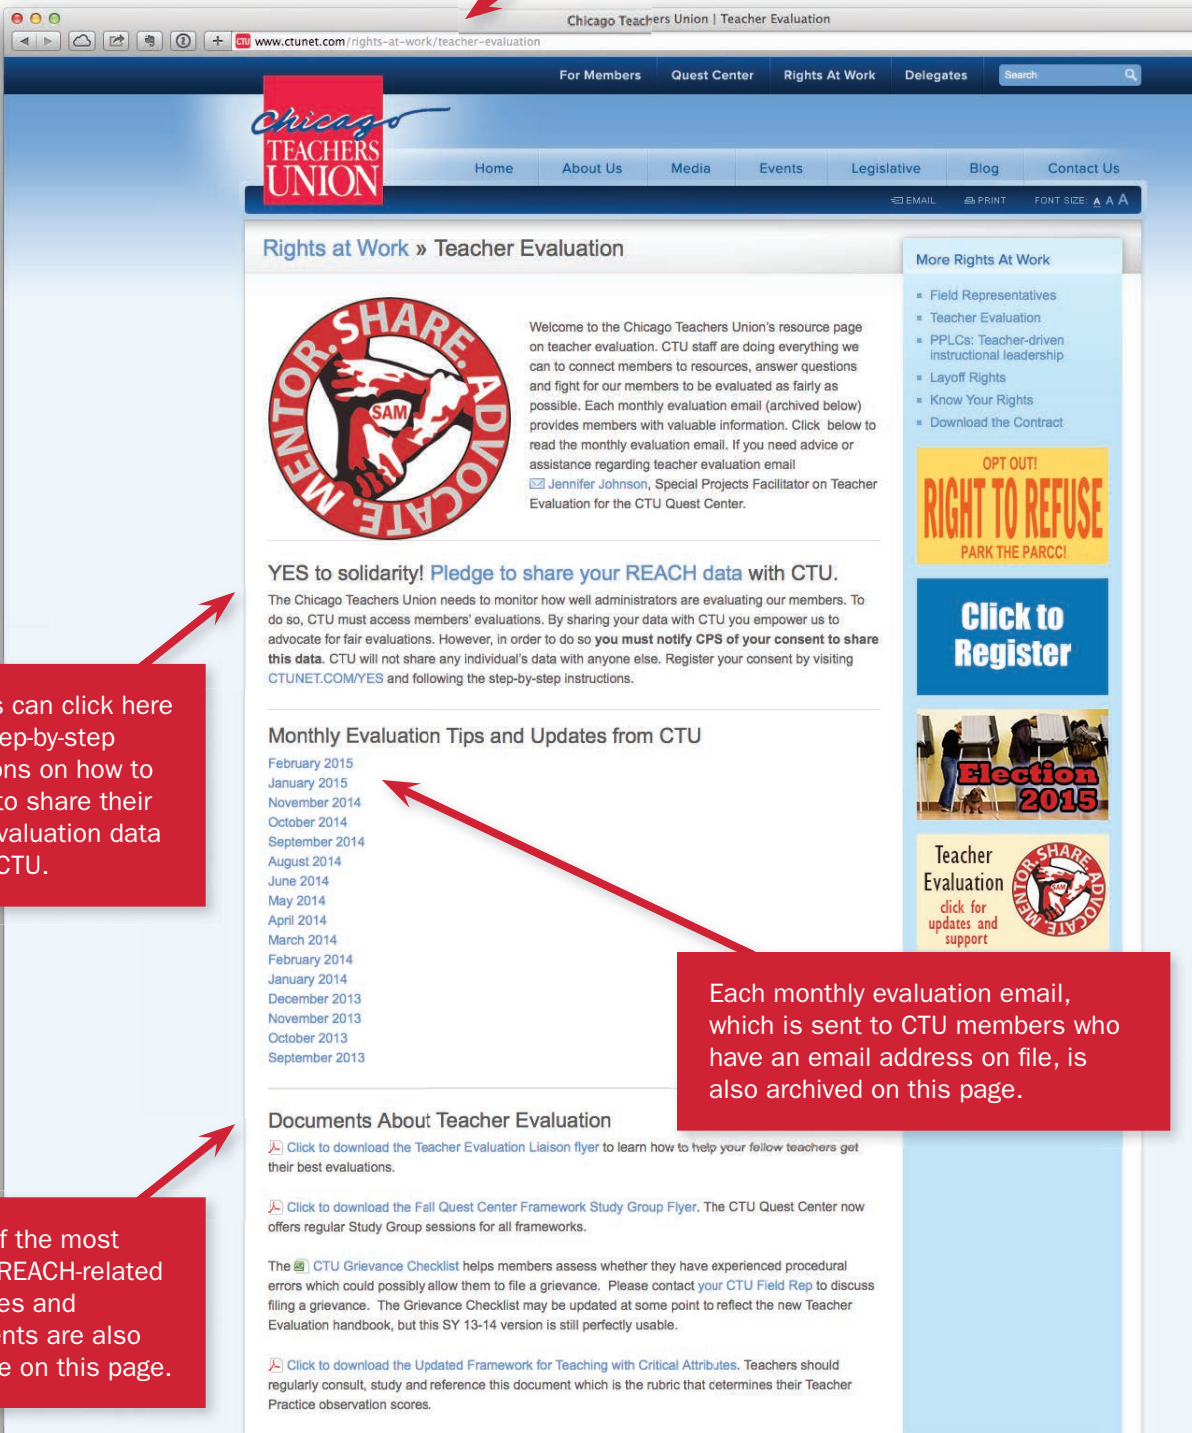 Chicago Teachers Union | Teacher Evaluation
www.ctunet.com/rights-at-work/teacher-evaluation
For Members Quest Center Rights At Work Delegates Search
Chicago
TEACHERS
UNION
Home About Us Media Events Legislative Blog Contact Us
EMAIL PRINT FONT SIZE: A A A
Rights at Work » Teacher Evaluation
MENTOR. SHARE. ADVOCATE.
SAM
Welcome to the Chicago Teachers Union's resource page
on teacher evaluation. CTU staff are doing everything we
can to connect members to resources, answer questions
and fight for our members to be evaluated as fairly as
possible. Each monthly evaluation email (archived below)
provides members with valuable information. Click below to
read the monthly evaluation email. If you need advice or
assistance regarding teacher evaluation email
Jennifer Johnson, Special Projects Facilitator on Teacher
Evaluation for the CTU Quest Center.
YES to solidarity! Pledge to share your REACH data with CTU.
The Chicago Teachers Union needs to monitor how well administrators are evaluating our members. To
do so, CTU must access members' evaluations. By sharing your data with CTU you empower us to
advocate for fair evaluations. However, in order to do so you must notify CPS of your consent to share
this data. CTU will not share any individual's data with anyone else. Register your consent by visiting
CTUNET.COM/YES and following the step-by-step instructions.
Monthly Evaluation Tips and Updates from CTU
February 2015
January 2015
November 2014
October 2014
September 2014
August 2014
June 2014
May 2014
April 2014
March 2014
February 2014
January 2014
December 2013
November 2013
October 2013
September 2013
Documents About Teacher Evaluation
Click to download the Teacher Evaluation Liaison flyer to learn how to help your fellow teachers get
their best evaluations.
Click to download the Fall Quest Center Framework Study Group Flyer. The CTU Quest Center now
offers regular Study Group sessions for all frameworks.
The CTU Grievance Checklist helps members assess whether they have experienced procedural
errors which could possibly allow them to file a grievance. Please contact your CTU Field Rep to discuss
filing a grievance. The Grievance Checklist may be updated at some point to reflect the new Teacher
Evaluation handbook, but this SY 13-14 version is still perfectly usable.
Click to download the Updated Framework for Teaching with Critical Attributes. Teachers should
regularly consult, study and reference this document which is the rubric that determines their Teacher
Practice observation scores.
More Rights At Work
Field Representatives
Teacher Evaluation
PPLCs: Teacher-driven
instructional leadership
Layoff Rights
Know Your Rights
Download the Contract
OPT OUT!
RIGHT TO REFUSE
PARK THE PARCC!
Click to
Register
Election
2015
Teacher
Evaluation
click for
updates and
support
MENTOR. SHARE. ADVOCATE.
SAM
s can click here
ep-by-step
ons on how to
to share their
valuation data
CTU.
Each monthly evaluation email,
which is sent to CTU members who
have an email address on file, is
also archived on this page.
f the most
REACH-related
es and
ents are also
e on this page.